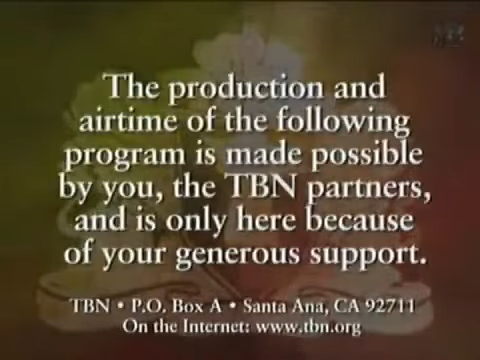 The production and
airtime of the following
program is made possible
by you, the TBN partners,
and is only here because
of your generous support.
TBN • P.O. Box A • Santa Ana, CA 92711
On the Internet: www.tbn.org